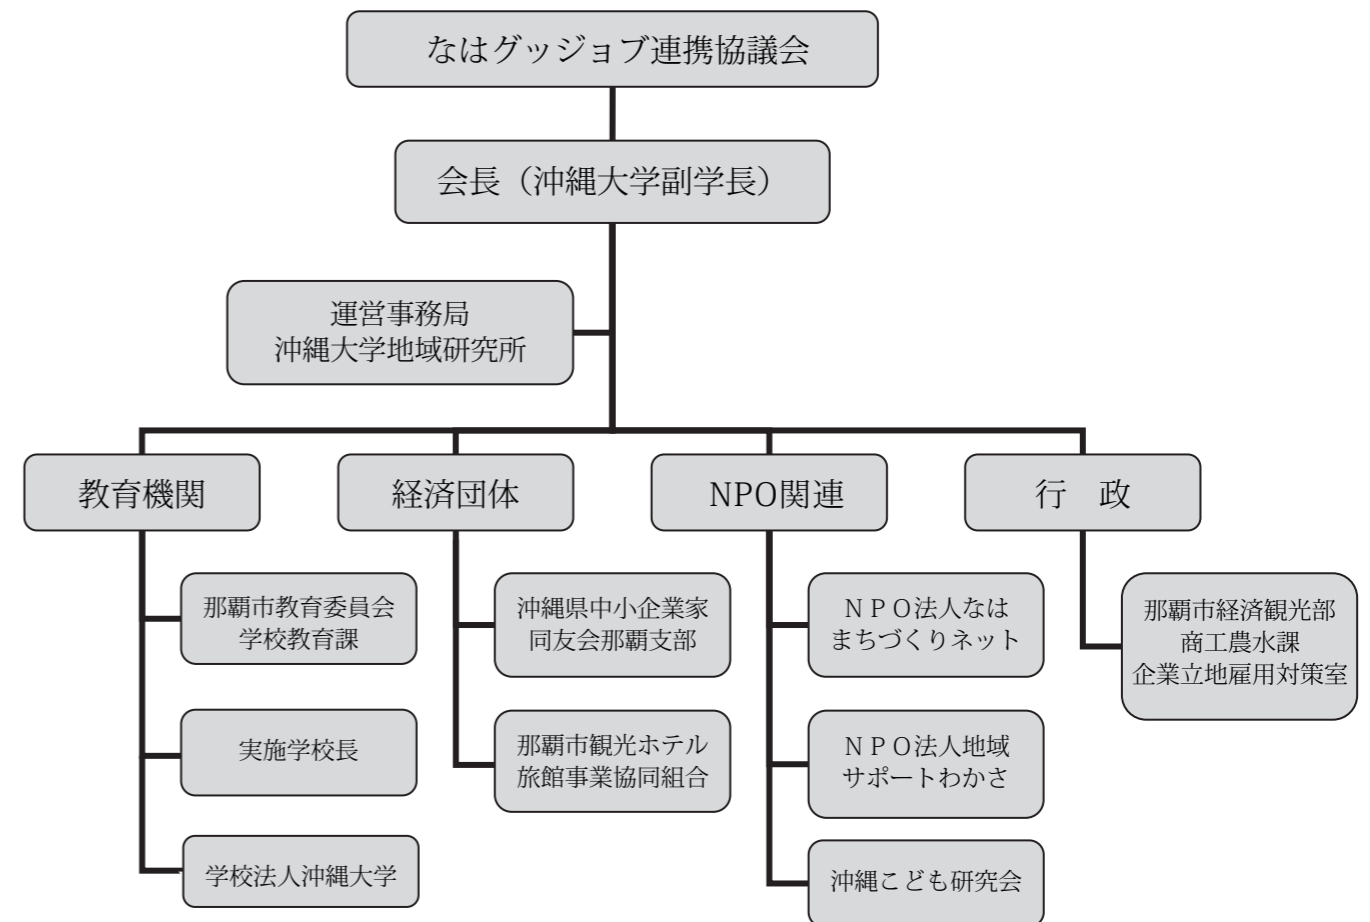 なはグッジョブ連携協議会
会長（沖縄大学副学長）
運営事務局
沖縄大学地域研究所
教育機関
那覇市教育委員会
学校教育課
実施学校長
学校法人沖縄大学
経済団体
沖縄県中小企業家
同友会那覇支部
那覇市観光ホテル
旅館事業協同組合
NPO関連
ＮＰＯ法人なは
まちづくりネット
ＮＰＯ法人地域
サポートわかさ
沖縄こども研究会
行　政
那覇市経済観光部
商工農水課
企業立地雇用対策室